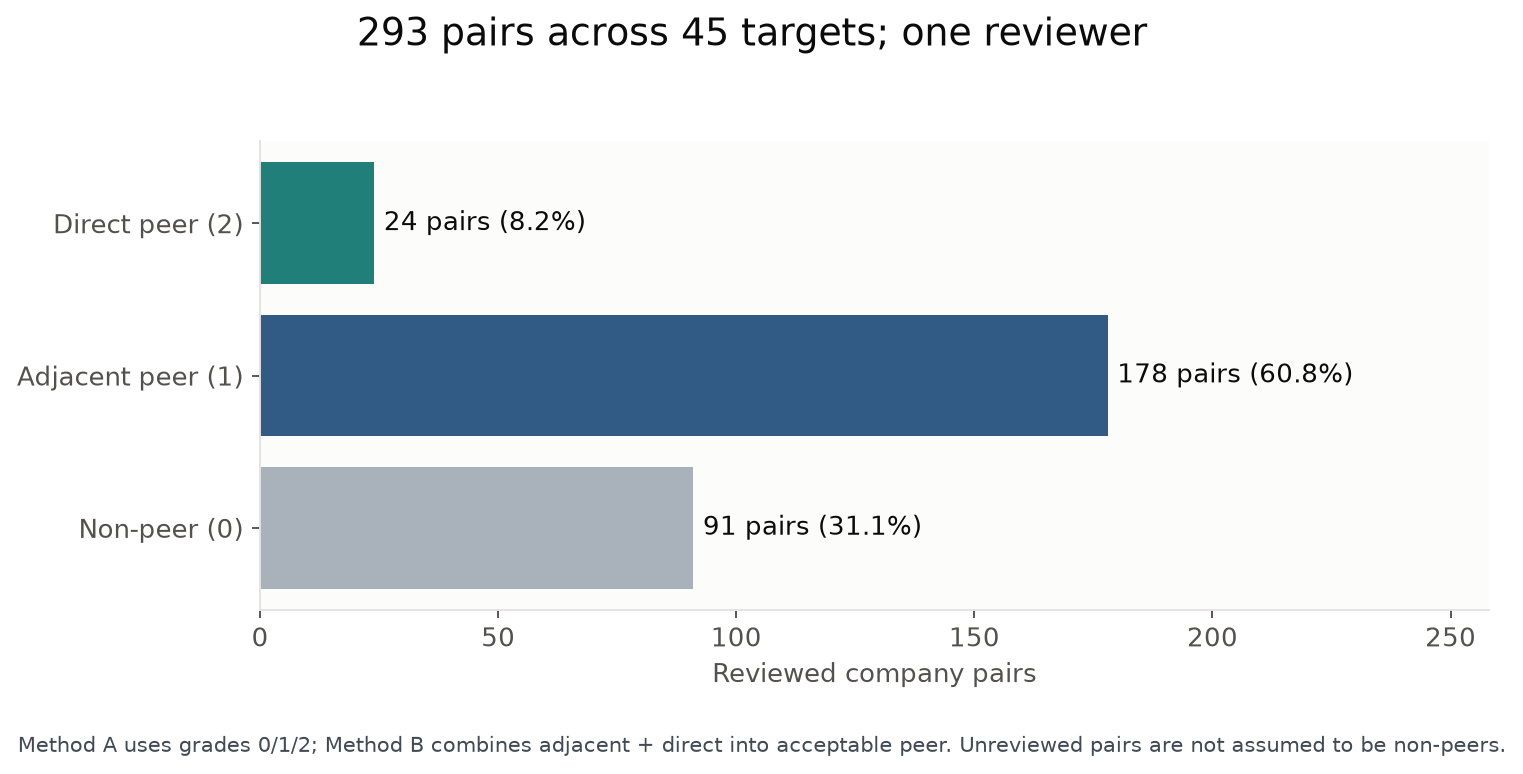 293 pairs across 45 targets; one reviewer
Direct peer (2)
24 pairs (8.2%)
Adjacent peer (1)
178 pairs (60.8%)
Non-peer (0)
91 pairs (31.1%)
0 50 100 150 200 250
Reviewed company pairs
Method A uses grades 0/1/2; Method B combines adjacent + direct into acceptable peer. Unreviewed pairs are not assumed to be non-peers.